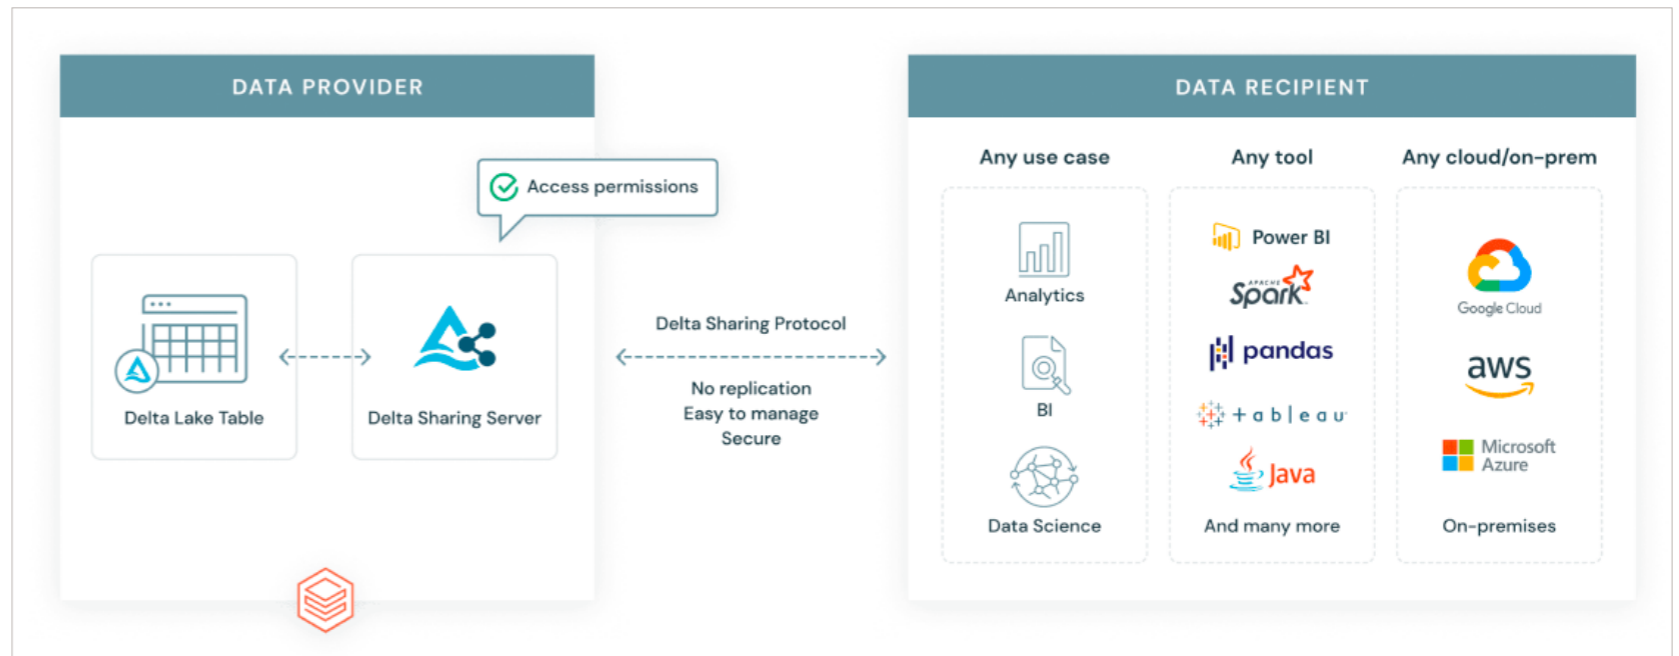 DATA PROVIDER
Access permissions
Delta Lake Table
Delta Sharing Server
Delta Sharing Protocol
No replication
Easy to manage
Secure
DATA RECIPIENT
Any use case
Analytics
BI
Data Science
Any tool
Power BI
APACHE
Spark
pandas
+ableau
Java
And many more
Any cloud/on-prem
Google Cloud
aws
Microsoft
Azure
On-premises